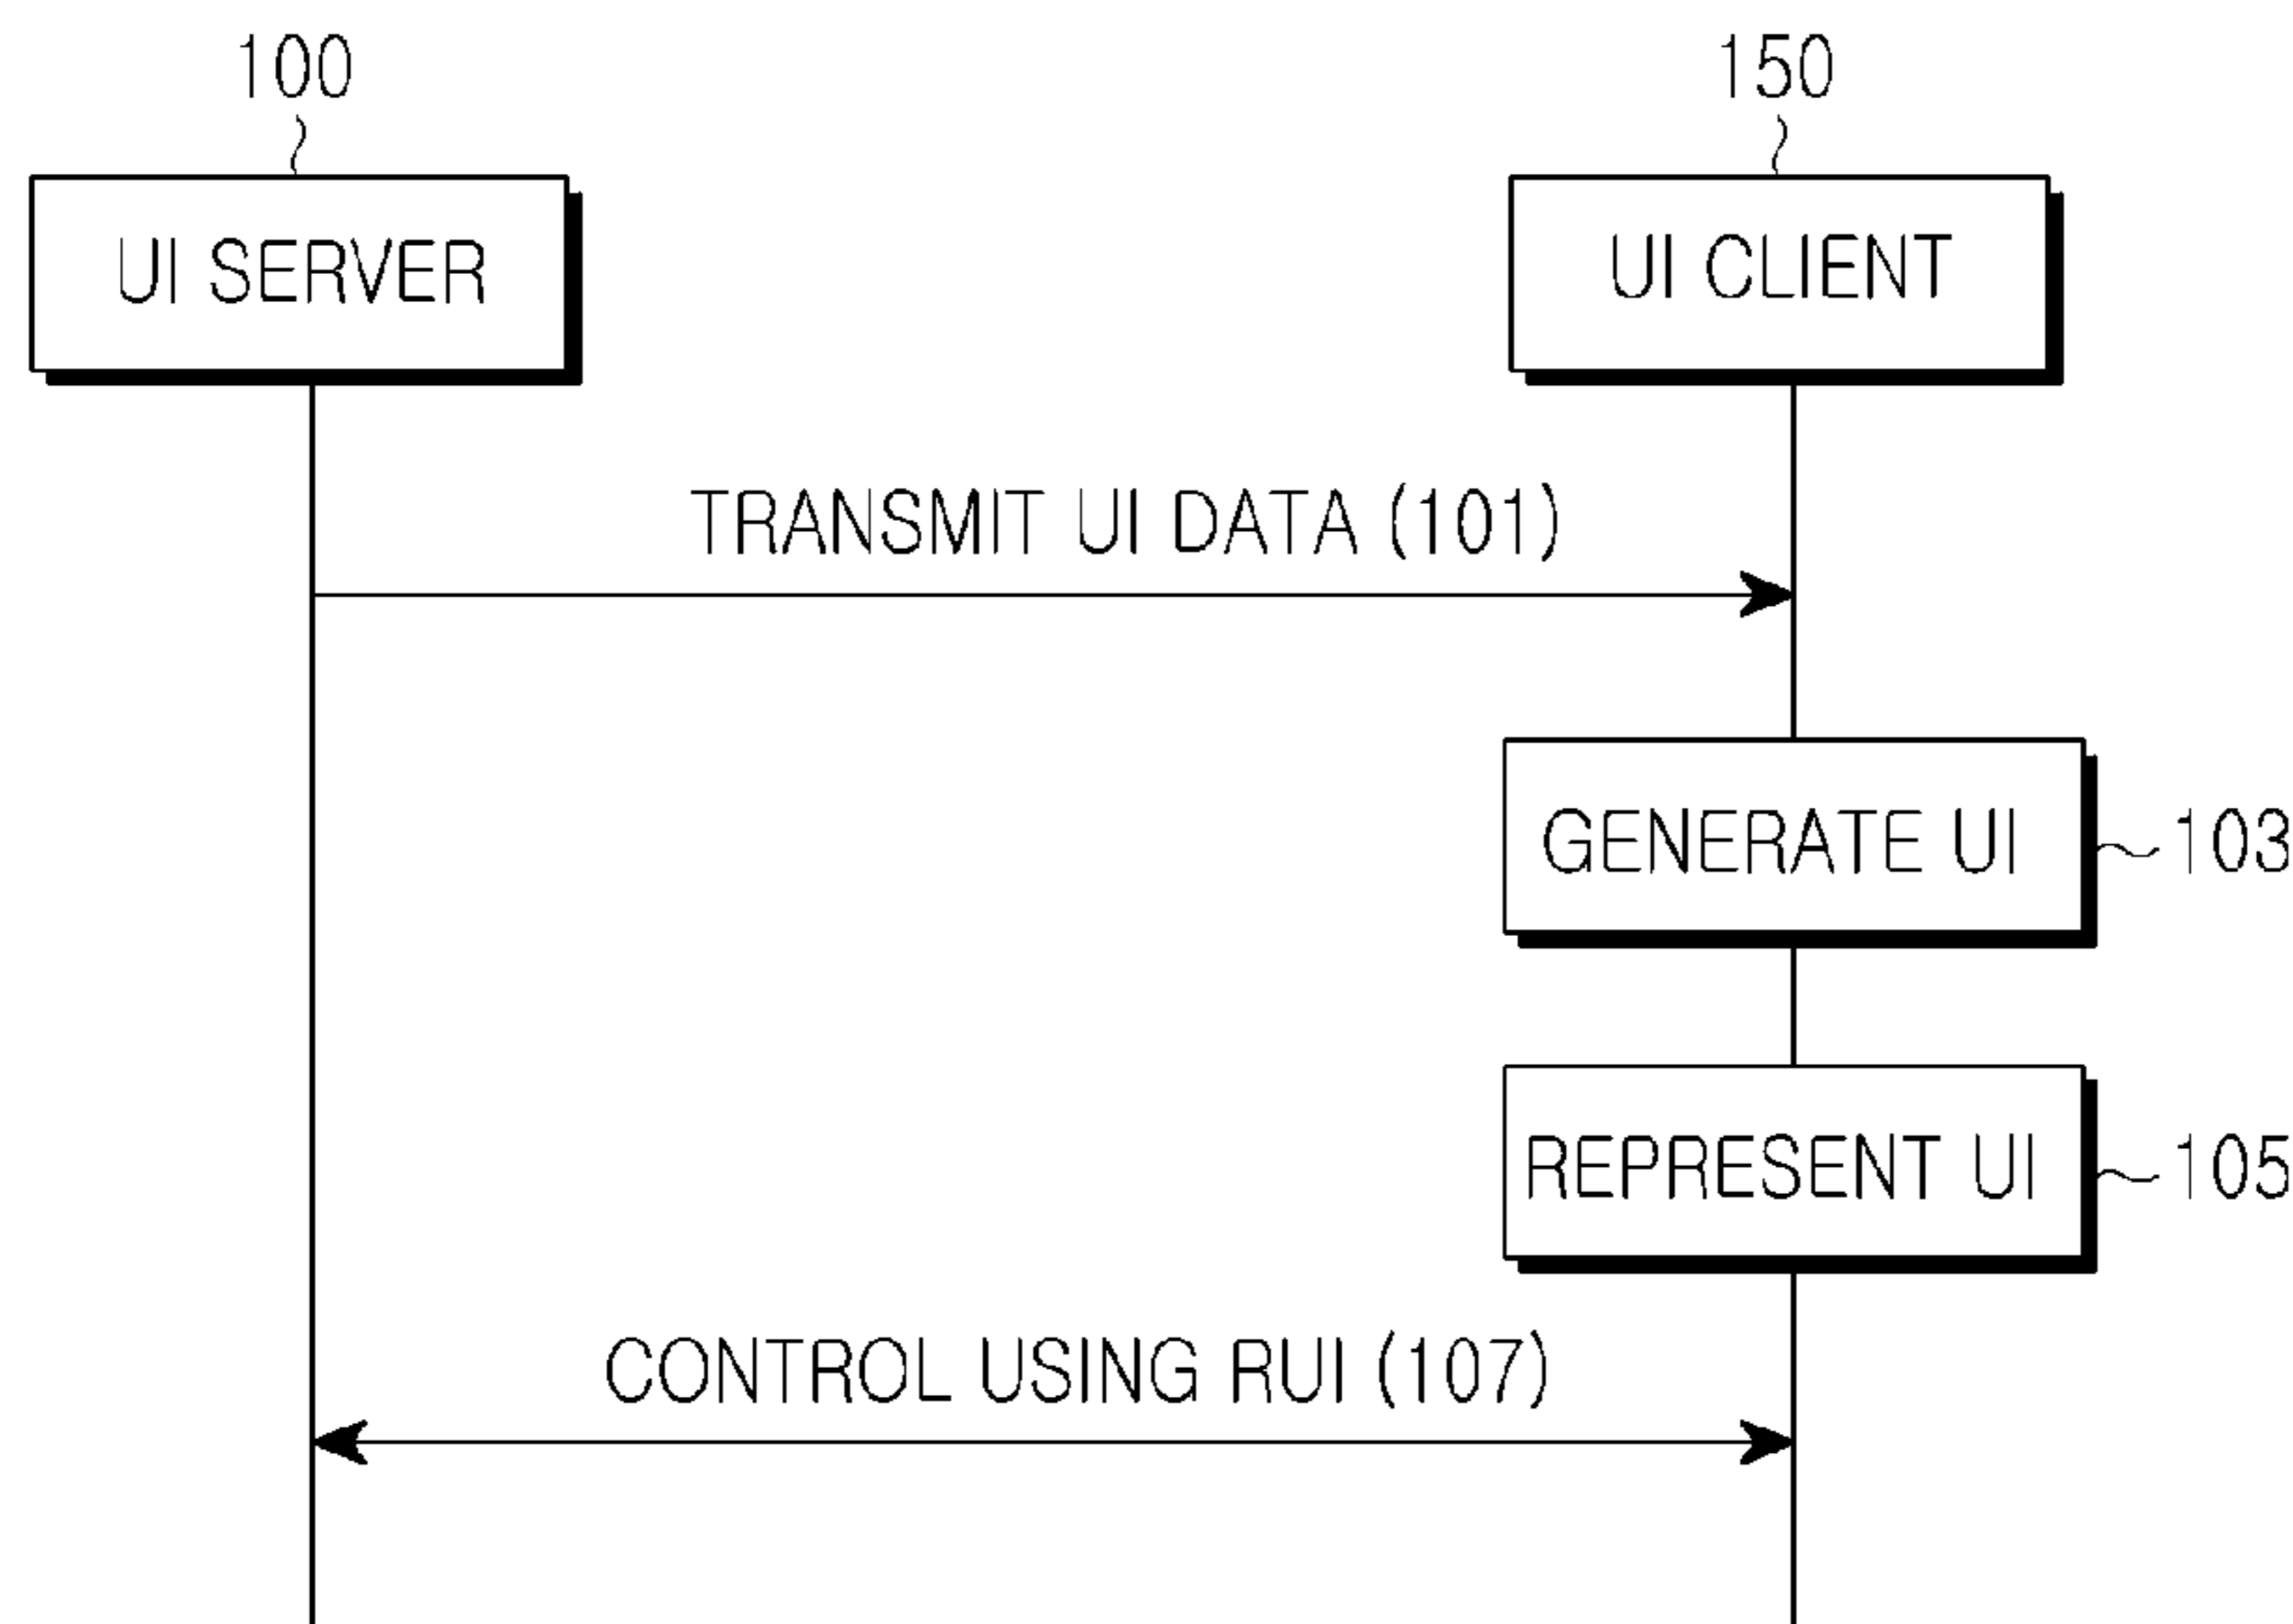 100
150
UI SERVER
UI CLIENT
TRANSMIT UI DATA (101)
GENERATE UI
103
REPRESENT UI
105
CONTROL USING RUI (107)